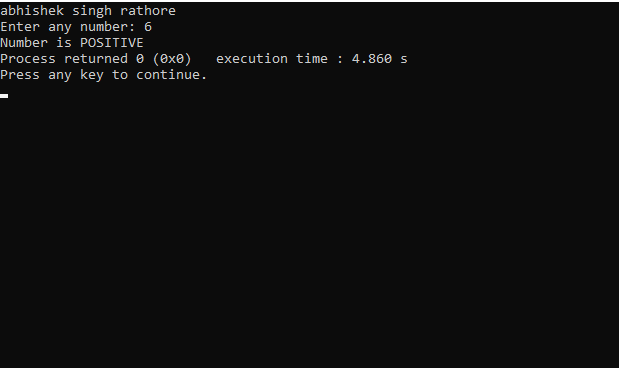 abhishek singh rathore
Enter any number: 6
Number is POSITIVE
Process returned 0 (0x0)   execution time : 4.860 s
Press any key to continue.